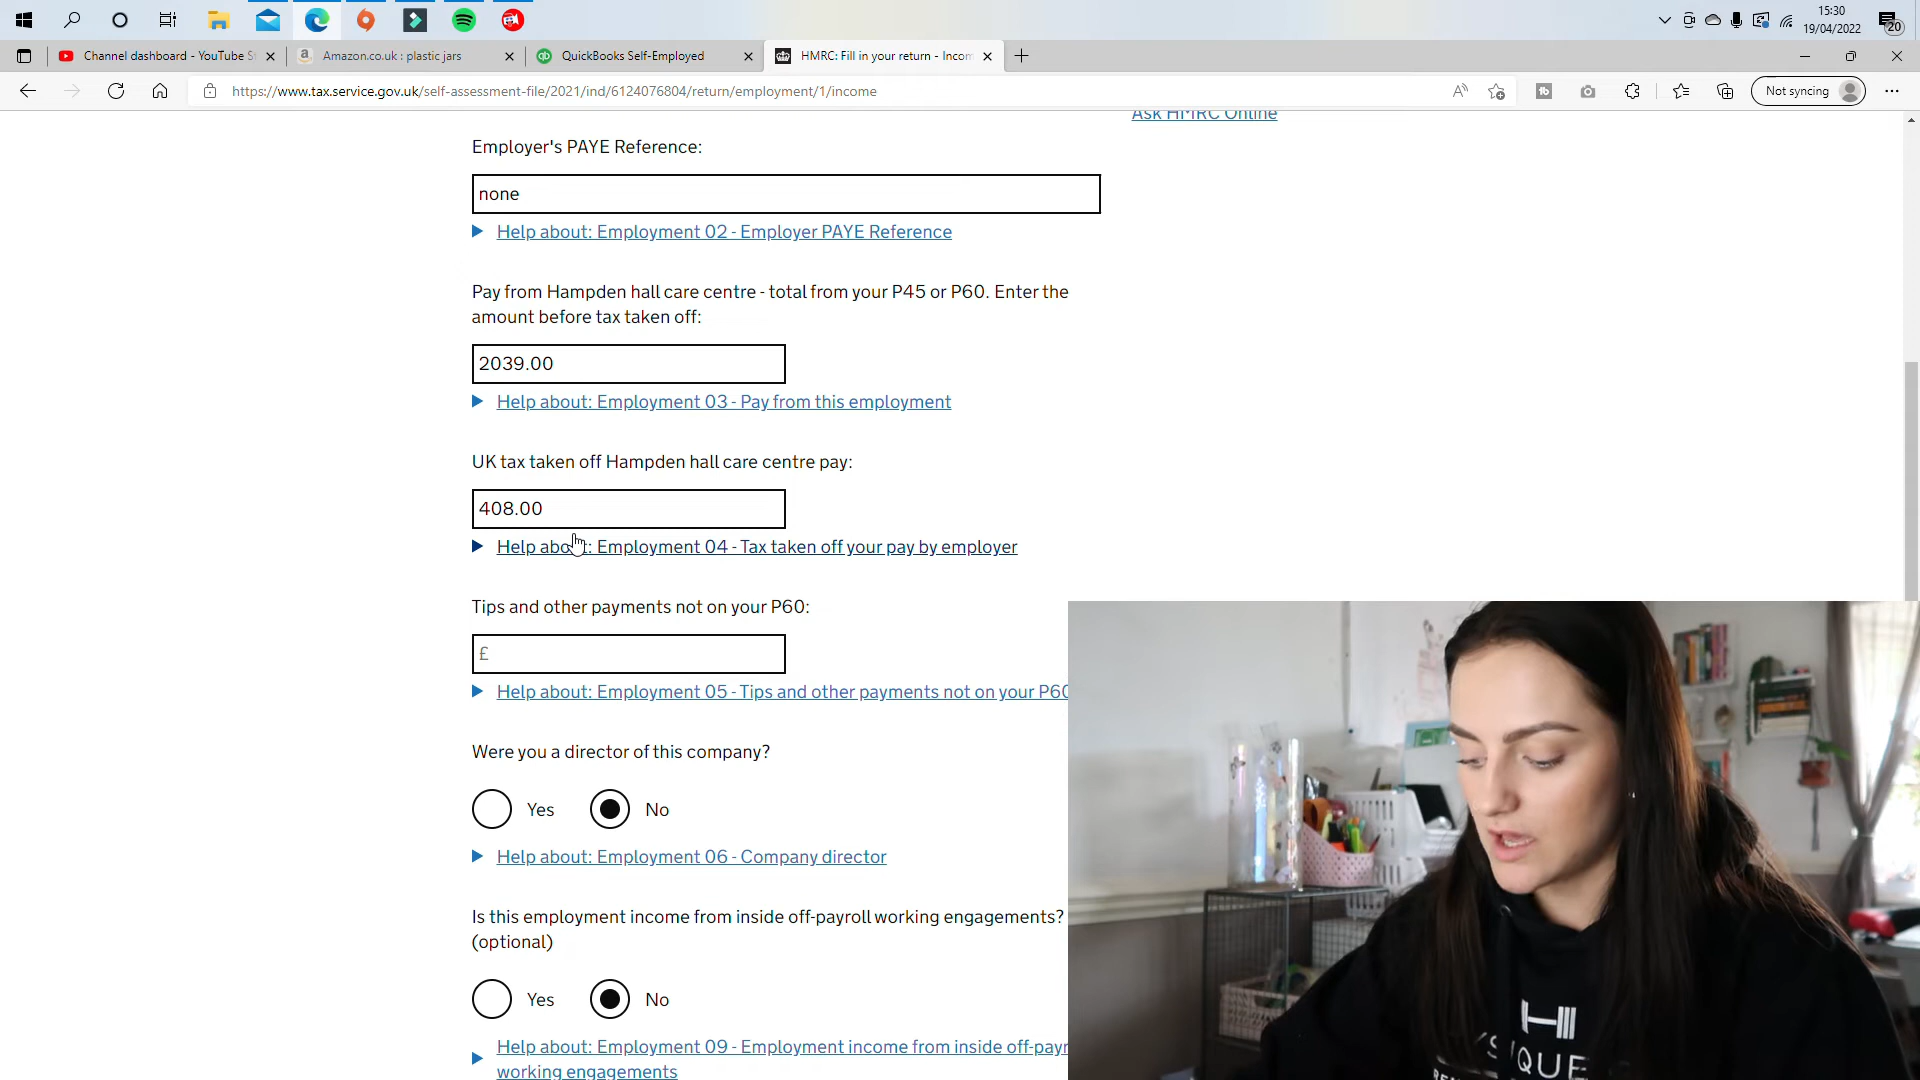 15:30
19/04/2022
20
Channel dashboard - YouTube S
Amazon.co.uk : plastic jars
QuickBooks Self-Employed
HMRC: Fill in your return - Incom
https://www.tax.service.gov.uk/self-assessment-file/2021/ind/6124076804/return/employment/1/income
Not syncing
Ask HMRC Online
Employer's PAYE Reference:
none
Help about: Employment 02 - Employer PAYE Reference
Pay from Hampden hall care centre - total from your P45 or P60. Enter the
amount before tax taken off:
2039.00
Help about: Employment 03 - Pay from this employment
UK tax taken off Hampden hall care centre pay:
408.00
Help about: Employment 04 - Tax taken off your pay by employer
Tips and other payments not on your P60:
£
Help about: Employment 05 - Tips and other payments not on your P60
Were you a director of this company?
Yes No
Help about: Employment 06 - Company director
Is this employment income from inside off-payroll working engagements?
(optional)
Yes No
Help about: Employment 09 - Employment income from inside off-payr
working engagements